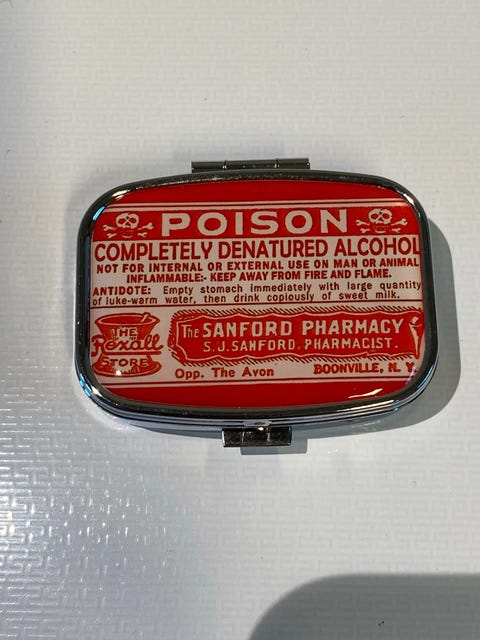 POISON
COMPLETELY DENATURED ALCOHOL
NOT FOR INTERNAL OR EXTERNAL USE ON MAN OR ANIMAL
INFLAMMABLE:- KEEP AWAY FROM FIRE AND FLAME.
ANTIDOTE: Empty stomach immediately with large quantity
of luke-warm water, then drink copiously of sweet milk.
THE
Rexall
STORE
The SANFORD PHARMACY
S.J.SANFORD, PHARMACIST.
Opp. The Avon BOONVILLE, N. Y.